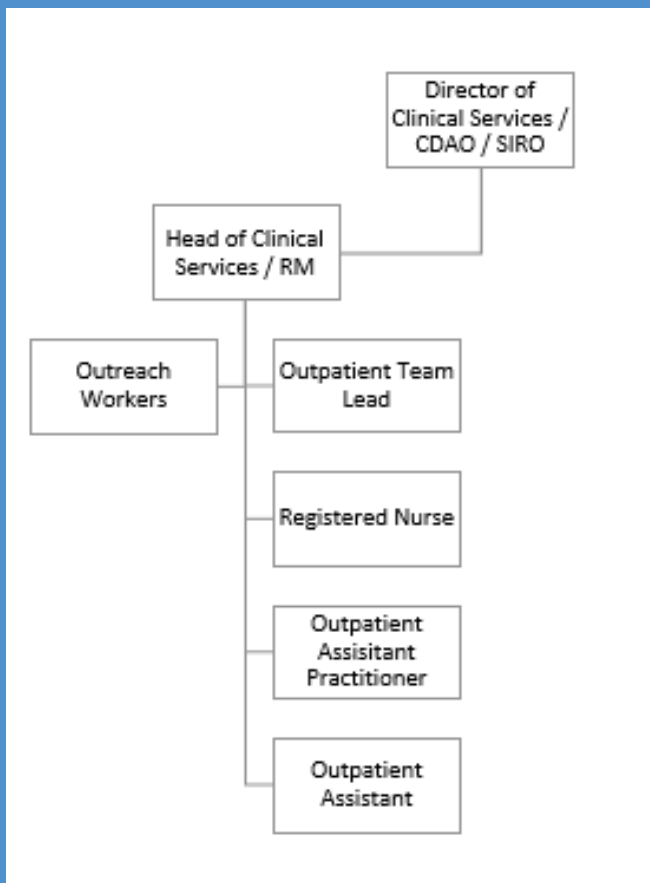 Director of
Clinical Services /
CDAO / SIRO
Head of Clinical
Services / RM
Outreach
Workers
Outpatient Team
Lead
Registered Nurse
Outpatient
Assisitant
Practitioner
Outpatient
Assistant